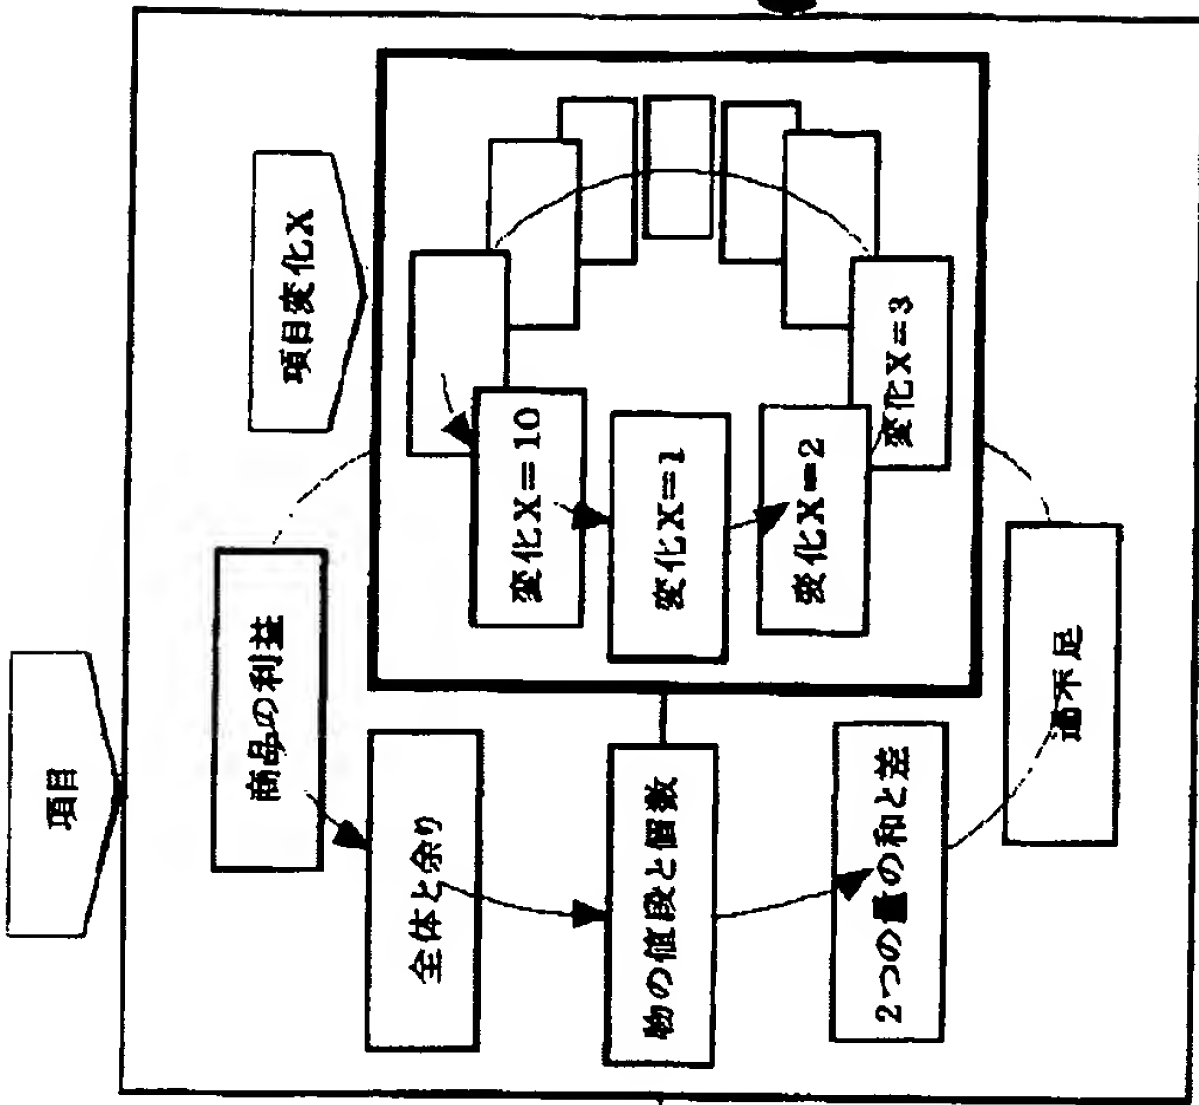 項目
項目変化X
商品の利益
全体と余り
物の値段と個数
2つの量の和と差
過不足
変化X=10
変化X=1
変化X=2
変化X=3